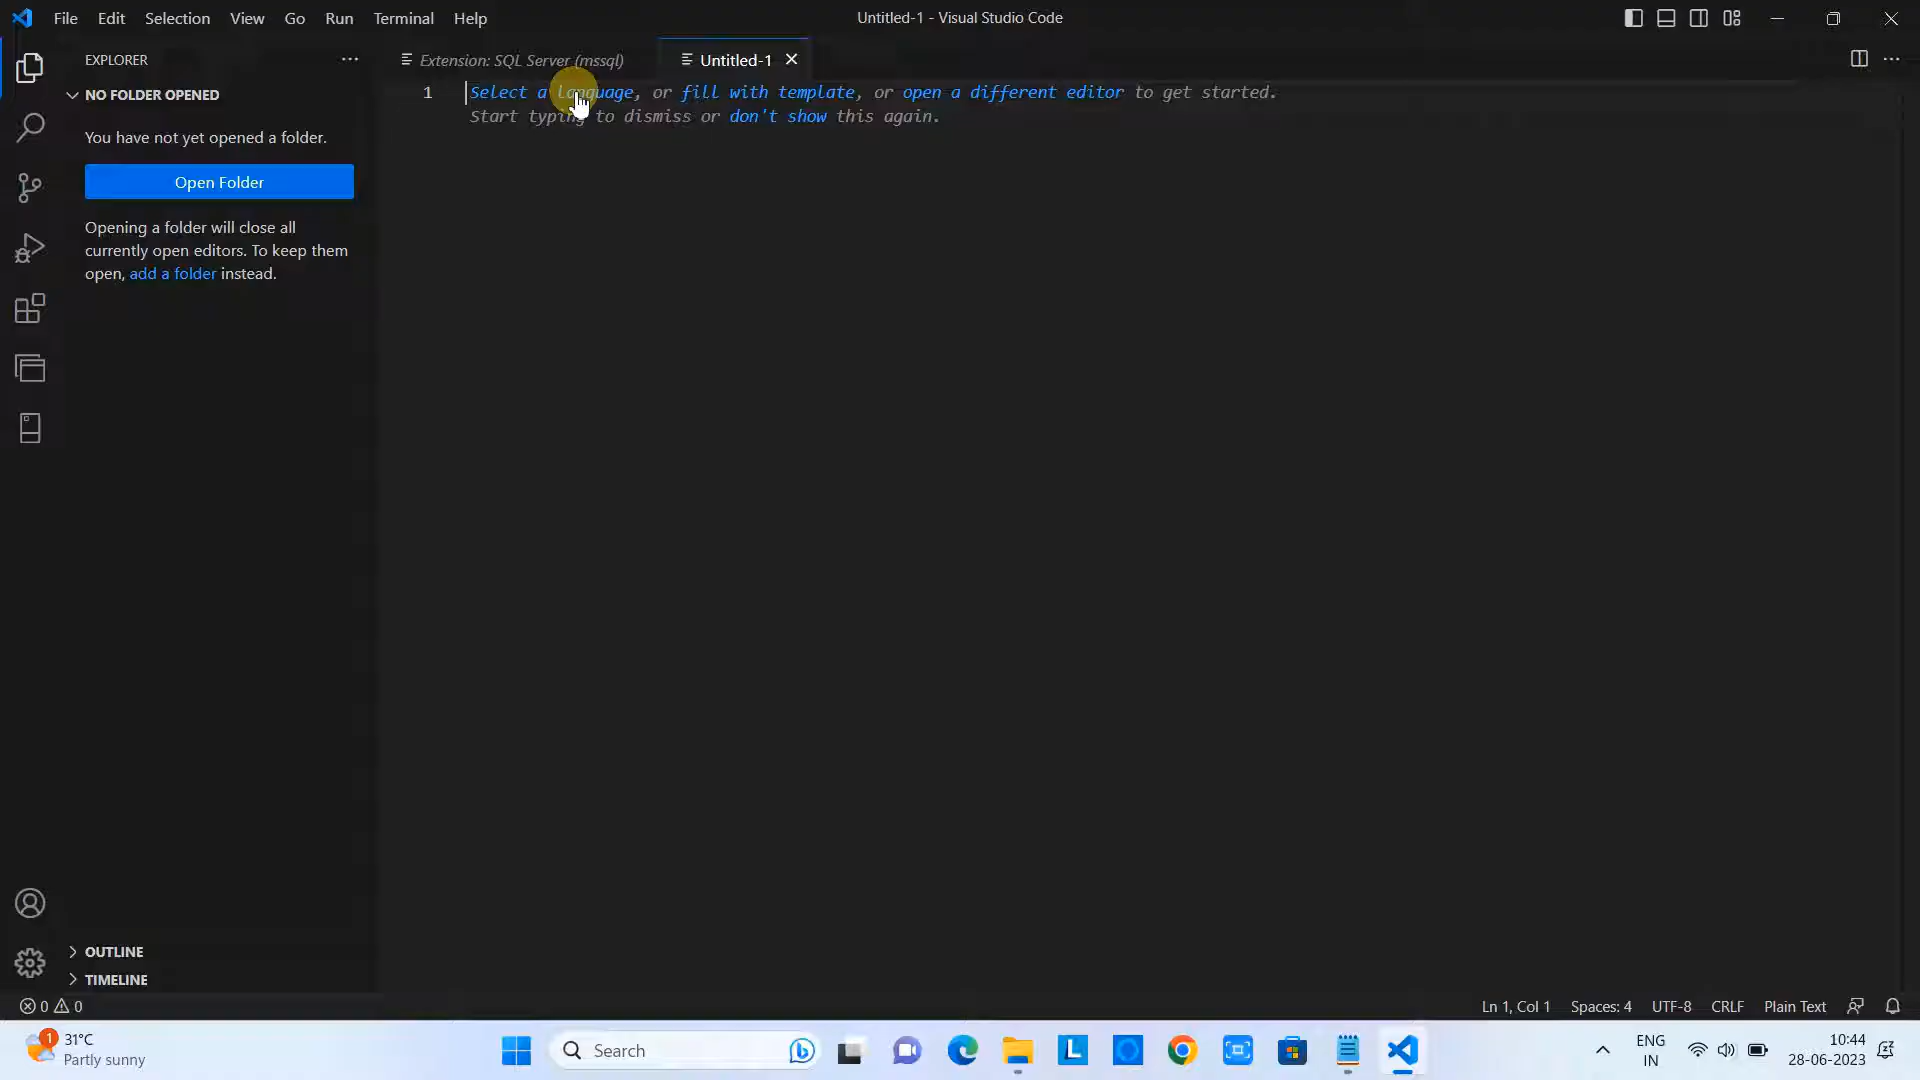 File Edit Selection View Go Run Terminal Help
Untitled-1 - Visual Studio Code
EXPLORER
NO FOLDER OPENED
You have not yet opened a folder.
Open Folder
Opening a folder will close all
currently open editors. To keep them
open, add a folder instead.
Extension: SQL Server (mssql)
Untitled-1
1
Select a language, or fill with template, or open a different editor to get started.
Start typing to dismiss or don't show this again.
OUTLINE
TIMELINE
0 0
Ln 1, Col 1 Spaces: 4 UTF-8 CRLF Plain Text
1
31°C
Partly sunny
Search
ENG
IN
10:44
28-06-2023